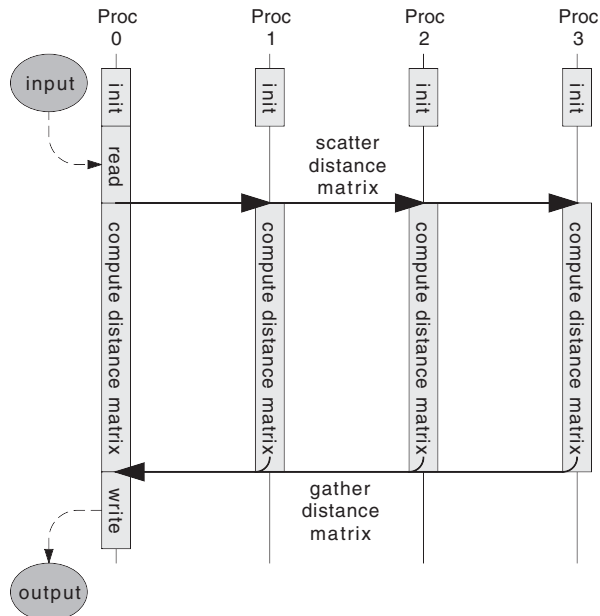 Proc
0
Proc
1
Proc
2
Proc
3
input
init
init
init
init
read
scatter
distance
matrix
compute distance matrix
compute distance matrix
compute distance matrix
compute distance matrix
gather
distance
matrix
write
output